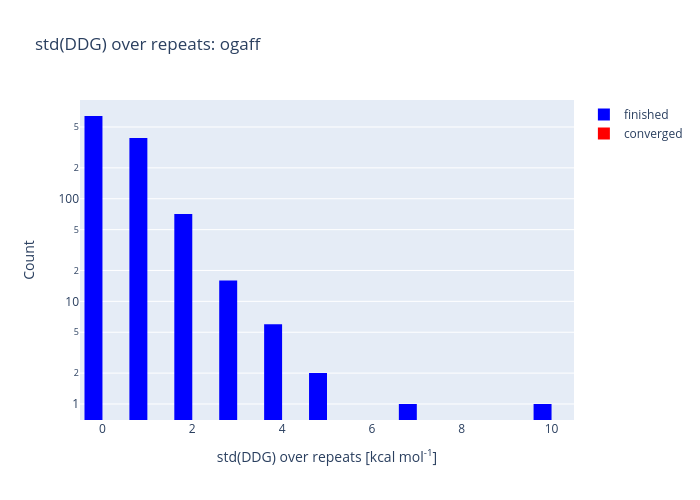 std(DDG) over repeats: ogaff
finished
converged
Count
5
2
100
5
2
10
5
2
1
0 2 4 6 8 10
std(DDG) over repeats [kcal mol⁻¹]